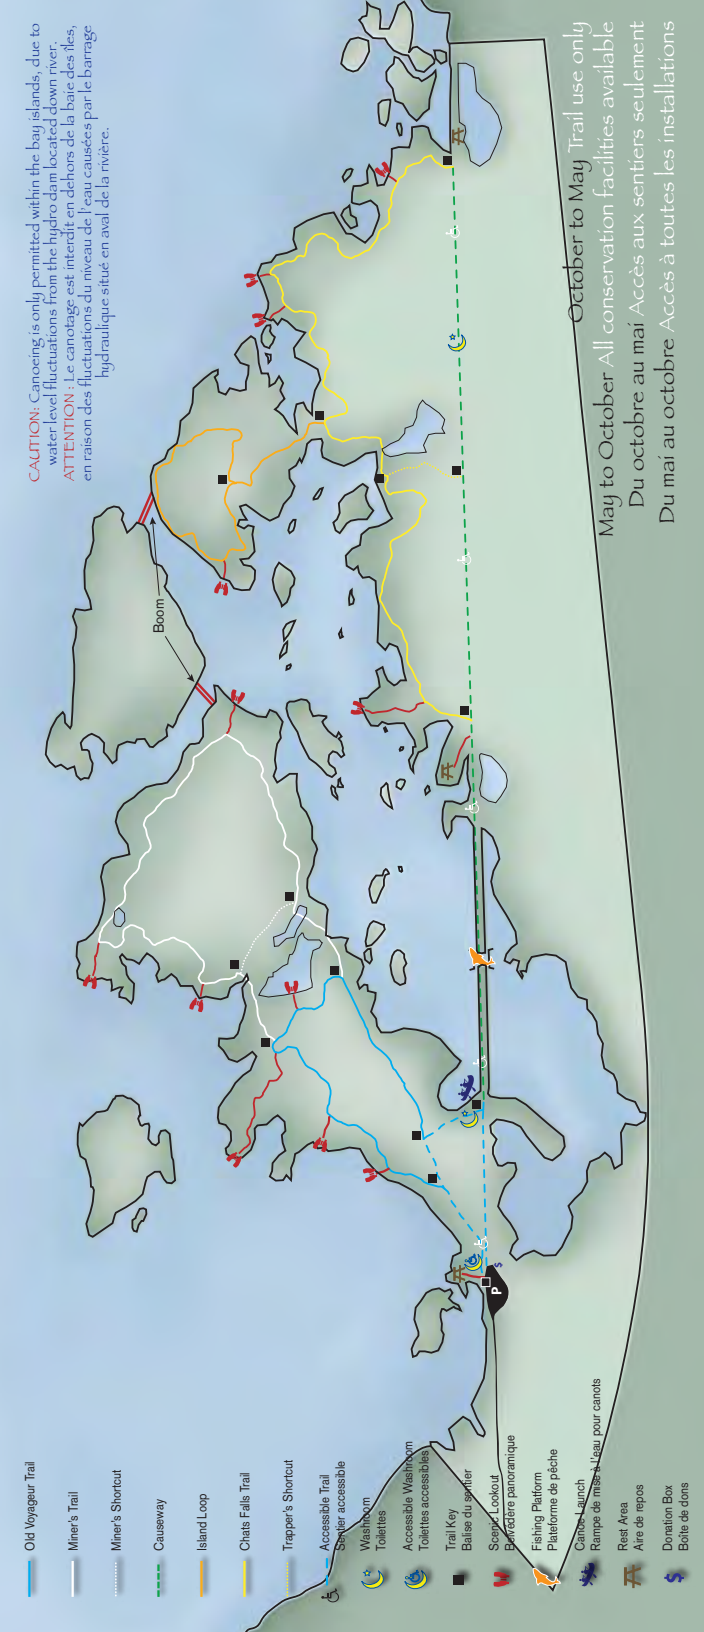 CAUTION: Canoeing is only permitted within the bay islands, due to
water level fluctuations from the hydro dam located down river.
ATTENTION : Le canotage est interdit en dehors de la baie des îles,
en raison des fluctuations du niveau de l'eau causées par le barrage
hydraulique situé en aval de la rivière.
Boom
October to May Trail use only
May to October All conservation facilities available
Du octobre au mai Accès aux sentiers seulement
Du mai au octobre Accès à toutes les installations
P
$
Old Voyageur Trail
Miner's Trail
Miner's Shortcut
Causeway
Island Loop
Chats Falls Trail
Trapper's Shortcut
Accessible Trail
Sentier accessible
Washroom
Toilettes
Accessible Washroom
Toilettes accessibles
Trail Key
Balise du sentier
Scenic Lookout
Belvédère panoramique
Fishing Platform
Plateforme de pêche
Canoe Launch
Rampe de mise à l'eau pour canots
Rest Area
Aire de repos
$
Donation Box
Boîte de dons